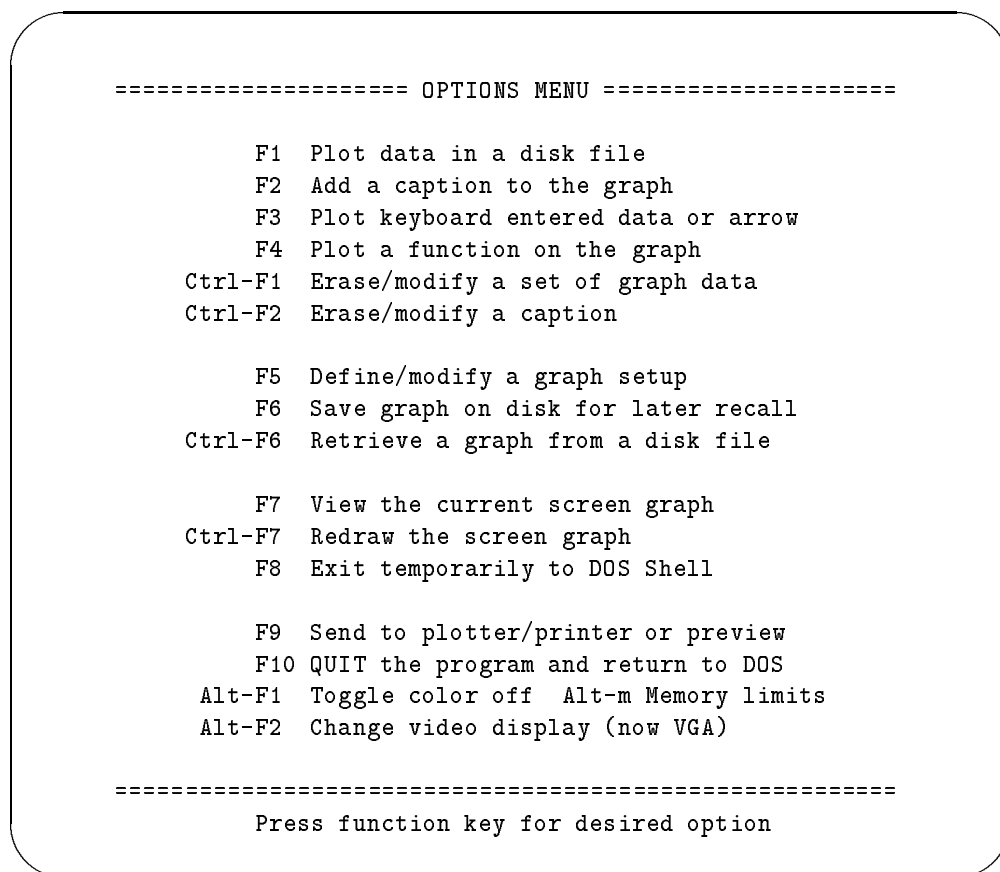 ===================== OPTIONS MENU =====================
F1 Plot data in a disk file
F2 Add a caption to the graph
F3 Plot keyboard entered data or arrow
F4 Plot a function on the graph
Ctrl-F1 Erase/modify a set of graph data
Ctrl-F2 Erase/modify a caption
F5 Define/modify a graph setup
F6 Save graph on disk for later recall
Ctrl-F6 Retrieve a graph from a disk file
F7 View the current screen graph
Ctrl-F7 Redraw the screen graph
F8 Exit temporarily to DOS Shell
F9 Send to plotter/printer or preview
F10 QUIT the program and return to DOS
Alt-F1 Toggle color off Alt-m Memory limits
Alt-F2 Change video display (now VGA)
========================================================
Press function key for desired option